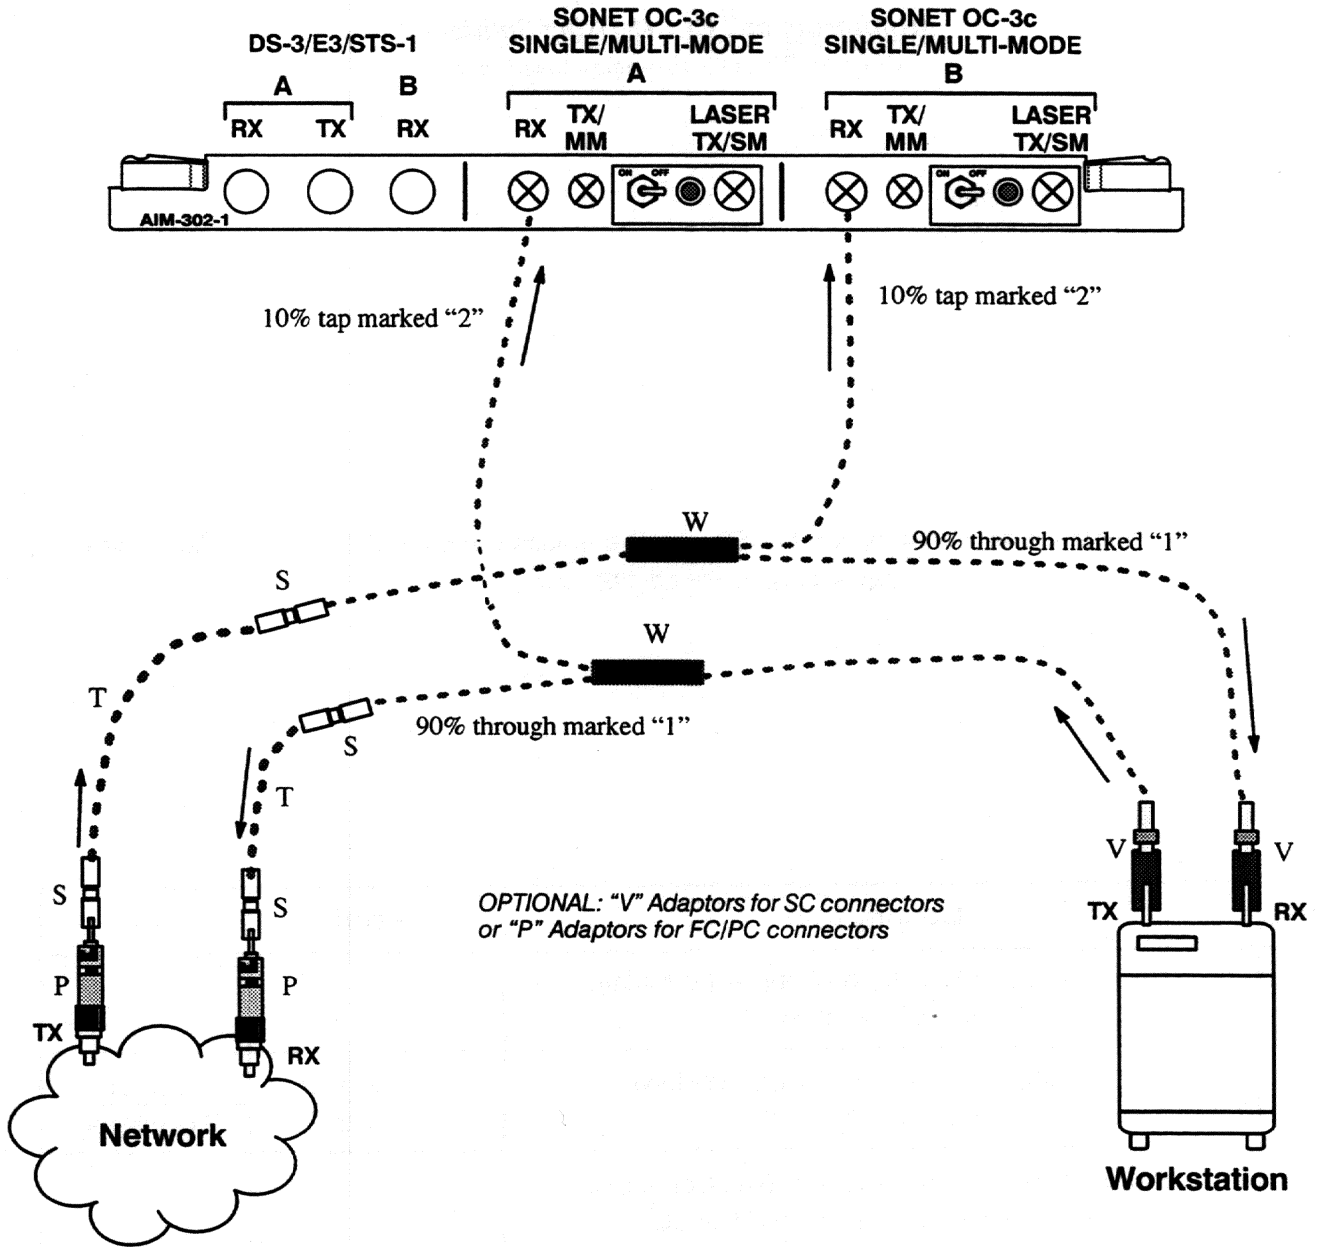 SONET OC-3c
SINGLE/MULTI-MODE
A
SONET OC-3c
SINGLE/MULTI-MODE
B
DS-3/E3/STS-1
A
B
RX
TX
RX
RX
TX/
MM
LASER
TX/SM
RX
TX/
MM
LASER
TX/SM
ON
OFF
ON
OFF
AIM-302-1
10% tap marked “2”
10% tap marked “2”
W
90% through marked “1”
S
W
T
90% through marked “1”
S
T
V
V
S
S
OPTIONAL: “V” Adaptors for SC connectors
or “P” Adaptors for FC/PC connectors
TX
RX
P
P
TX
RX
Network
Workstation